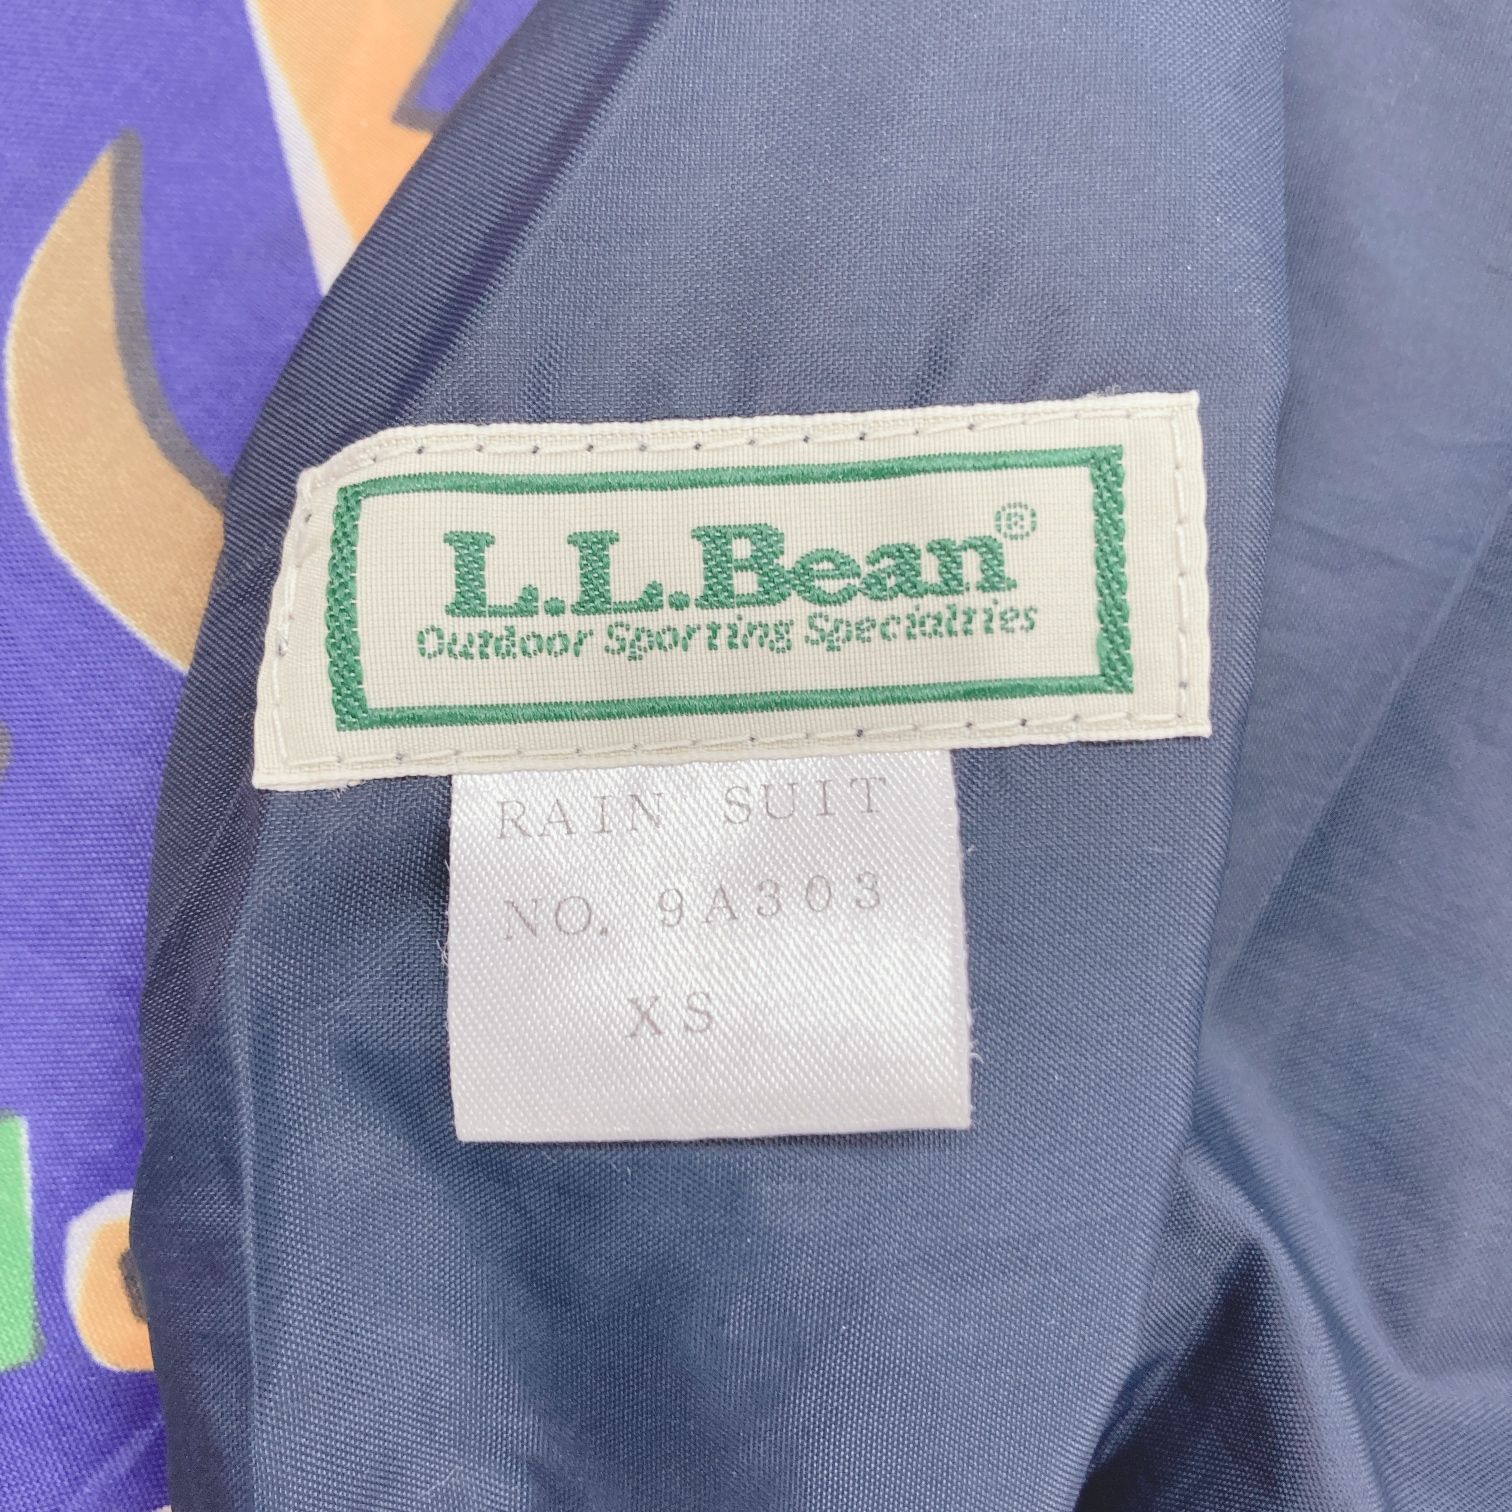 L.L.Bean®
Outdoor Sporting Specialties
RAIN SUIT
NO. 9A303
XS